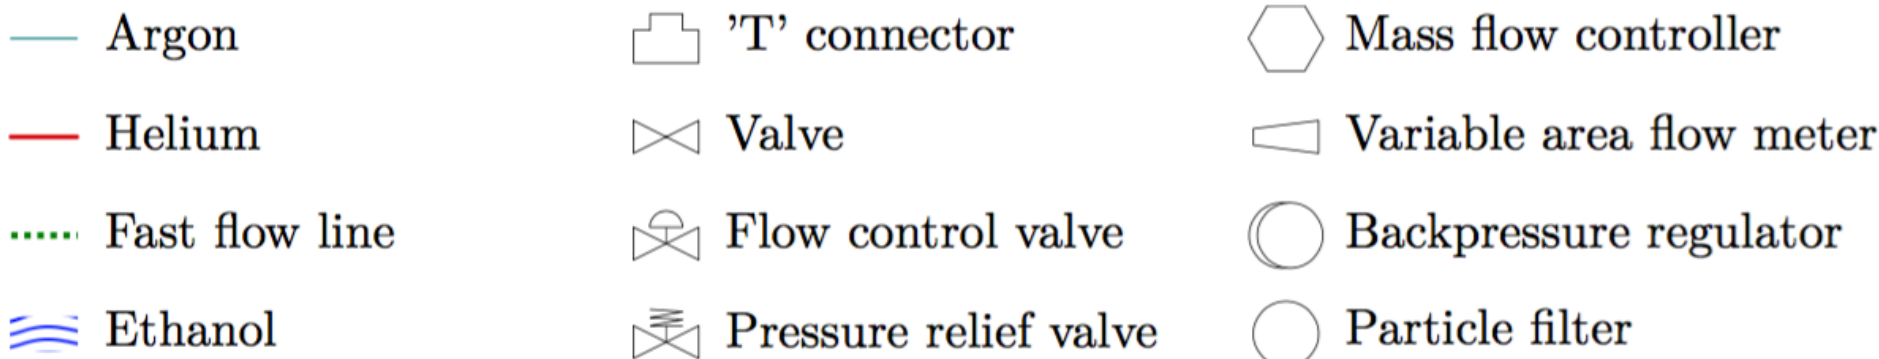 Argon
'T' connector
Mass flow controller
Helium
Valve
Variable area flow meter
Fast flow line
Flow control valve
Backpressure regulator
Ethanol
Pressure relief valve
Particle filter